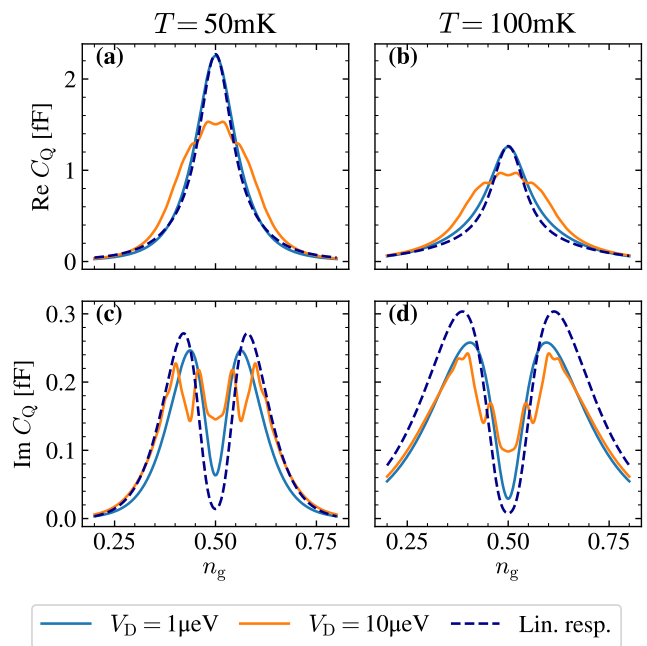 T = 50mK
T = 100mK
(a)
(b)
Re C_Q [fF]
2
1
0
(c)
(d)
Im C_Q [fF]
0.3
0.2
0.1
0.0
0.25 0.50 0.75
0.25 0.50 0.75
n_g
n_g
V_D = 1μeV
V_D = 10μeV
Lin. resp.